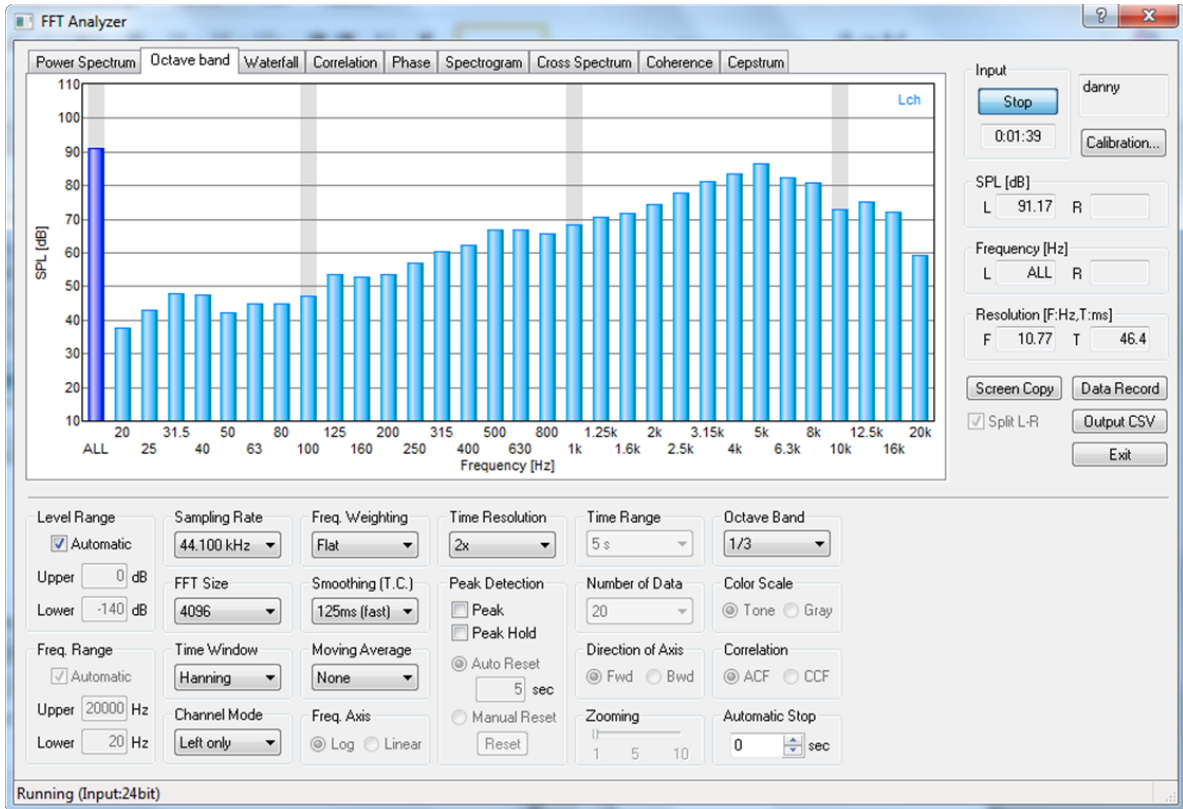 FFT Analyzer
Power Spectrum Octave band Waterfall Correlation Phase Spectrogram Cross Spectrum Coherence Cepstrum
110
100
90
80
70
60
50
40
30
20
10
SPL [dB]
Lch
20 31.5 50 80 125 200 315 500 800 1.25k 2k 3.15k 5k 8k 12.5k 20k
ALL 25 40 63 100 160 250 400 630 1k 1.6k 2.5k 4k 6.3k 10k 16k
Frequency [Hz]
Input
Stop
0:01:39
danny
Calibration...
SPL [dB]
L 91.17 R
Frequency [Hz]
L ALL R
Resolution [F:Hz,T:ms]
F 10.77 T 46.4
Screen Copy Data Record
Split L-R Output CSV
Exit
Level Range
Automatic
Upper 0 dB
Lower -140 dB
Freq. Range
Automatic
Upper 20000 Hz
Lower 20 Hz
Sampling Rate
44.100 kHz
FFT Size
4096
Time Window
Hanning
Channel Mode
Left only
Freq. Weighting
Flat
Smoothing (T.C.)
125ms (fast)
Moving Average
None
Freq. Axis
Log Linear
Time Resolution
2x
Peak Detection
Peak
Peak Hold
Auto Reset
5 sec
Manual Reset
Reset
Time Range
5 s
Number of Data
20
Direction of Axis
Fwd Bwd
Zooming
1 5 10
Octave Band
1/3
Color Scale
Tone Gray
Correlation
ACF CCF
Automatic Stop
0 sec
Running (Input:24bit)